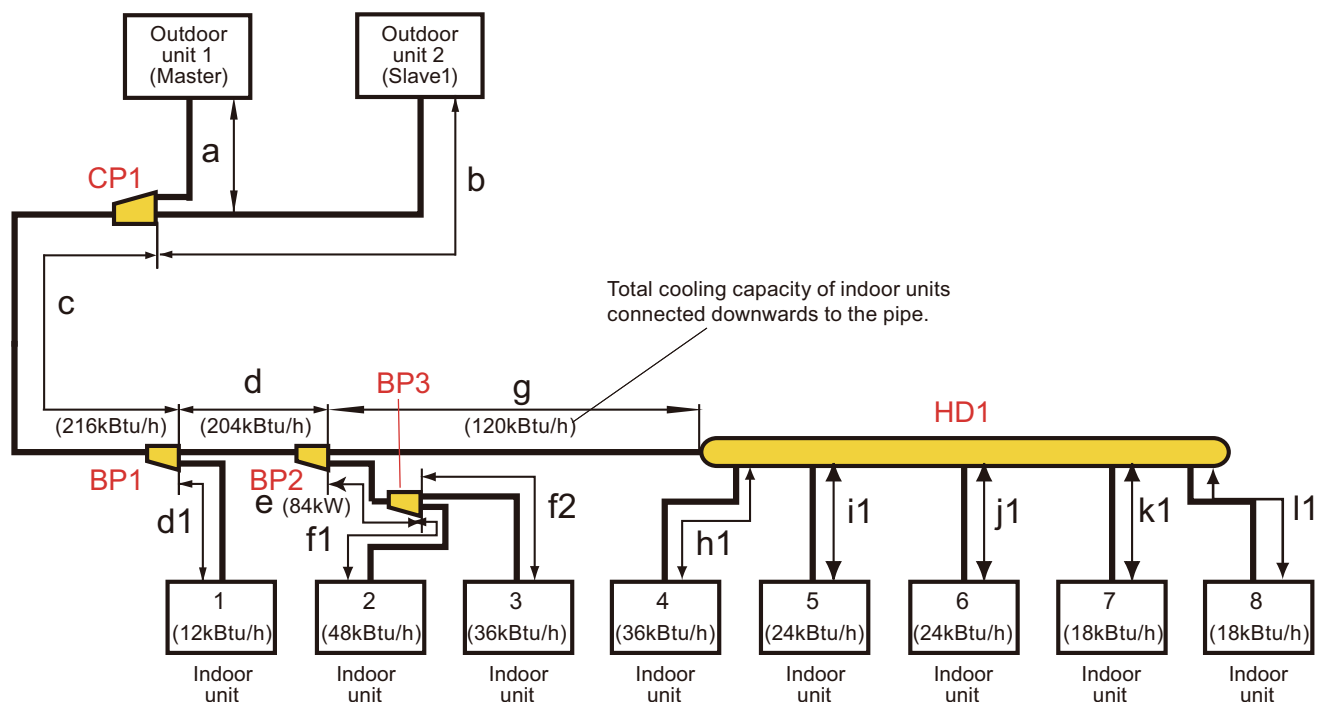 Outdoor
unit 1
(Master)
Outdoor
unit 2
(Slave1)
a
b
CP1
c
Total cooling capacity of indoor units
connected downwards to the pipe.
d
BP3
g
HD1
(216kBtu/h)
(204kBtu/h)
(120kBtu/h)
BP1
BP2
e (84kW)
d1
f1
f2
h1
i1
j1
k1
l1
1
(12kBtu/h)
Indoor
unit
2
(48kBtu/h)
Indoor
unit
3
(36kBtu/h)
Indoor
unit
4
(36kBtu/h)
Indoor
unit
5
(24kBtu/h)
Indoor
unit
6
(24kBtu/h)
Indoor
unit
7
(18kBtu/h)
Indoor
unit
8
(18kBtu/h)
Indoor
unit